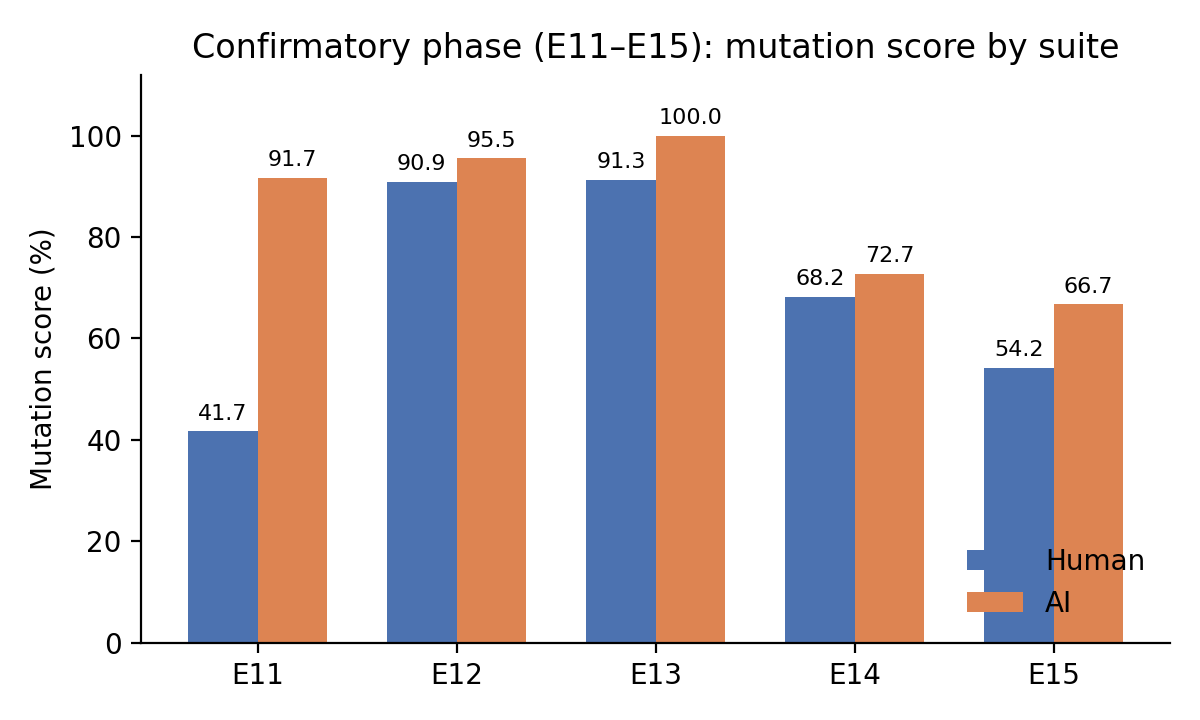 Confirmatory phase (E11–E15): mutation score by suite
Mutation score (%)
100
80
60
40
20
0
41.7
91.7
90.9
95.5
91.3
100.0
68.2
72.7
54.2
66.7
Human
AI
E11
E12
E13
E14
E15